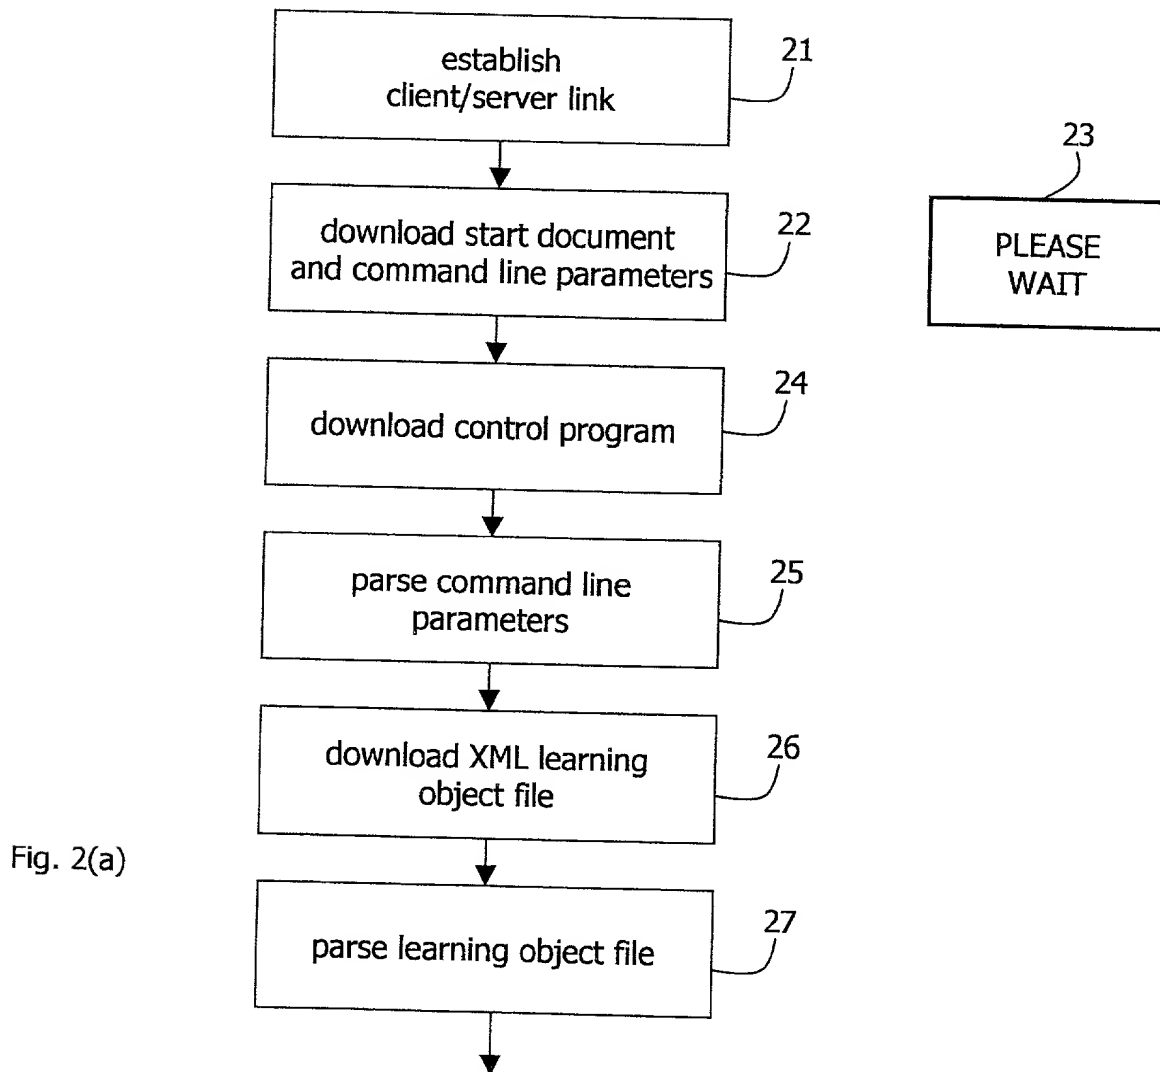 establish
client/server link
21
23
PLEASE
WAIT
download start document
and command line parameters
22
download control program
24
parse command line
parameters
25
download XML learning
object file
26
Fig. 2(a)
parse learning object file
27